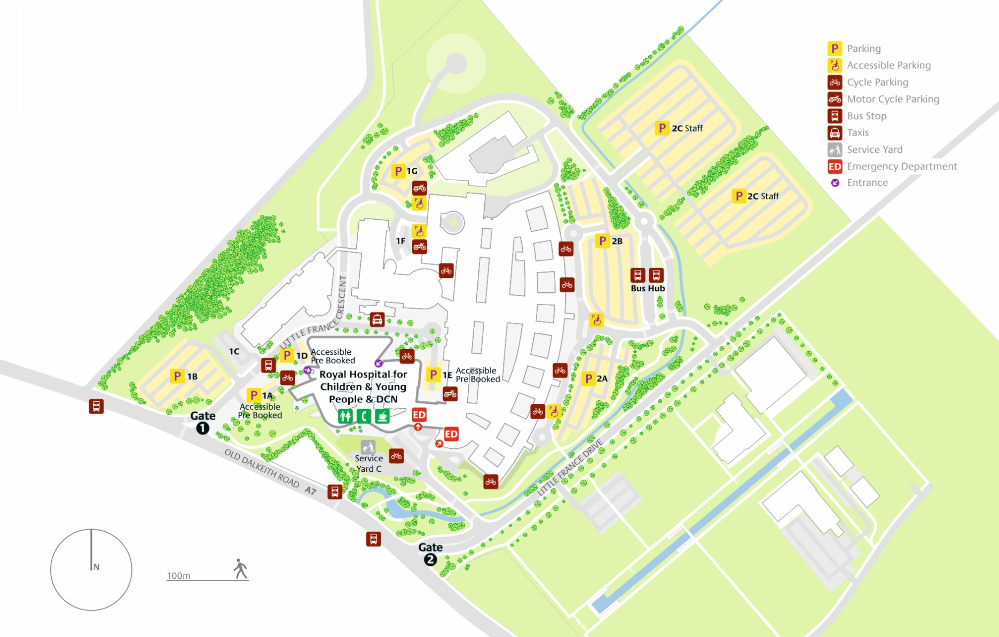 P Parking
P Accessible Parking
Cycle Parking
Motor Cycle Parking
Bus Stop
Taxis
Service Yard
ED Emergency Department
Entrance
P 2C Staff
P 2C Staff
P 1G
P
P
1F
P 2B
Bus Hub
P
LITTLE FRANCE CRESCENT
1C
P 1D Accessible
Pre Booked
P 1B
P 1A
Accessible
Pre Booked
Royal Hospital for
Children & Young
People & DCN
P 1E Accessible
Pre Booked
P 2A
P
ED
ED
Gate
1
Service
Yard C
OLD DALKEITH ROAD A7
LITTLE FRANCE DRIVE
Gate
2
N
100m